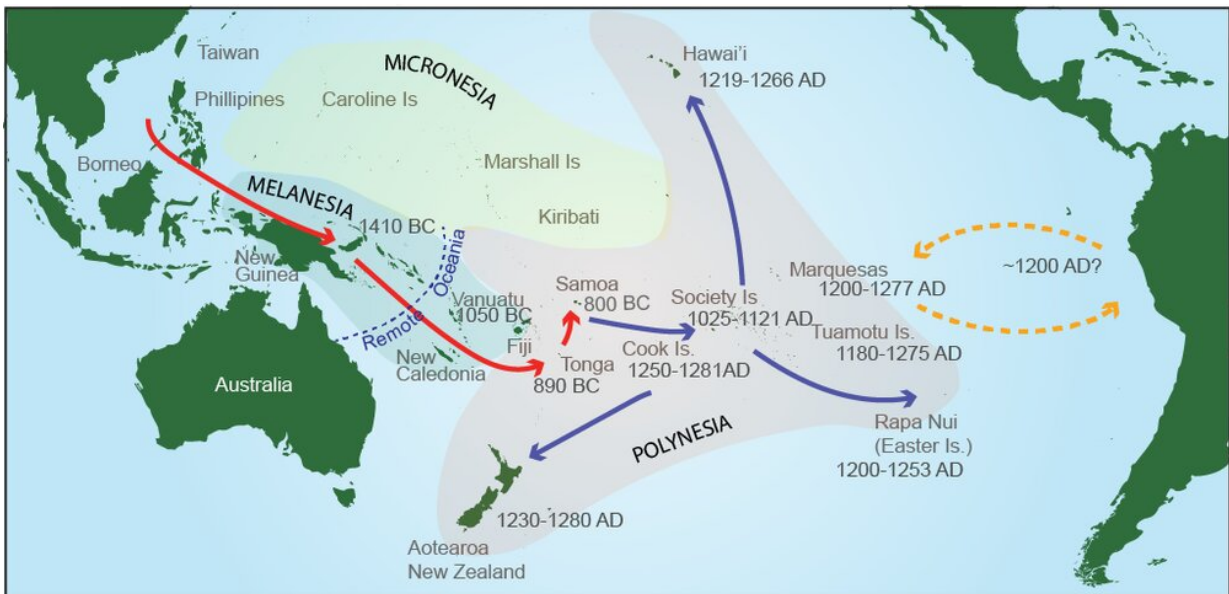 Taiwan
Phillipines
Borneo
MICRONESIA
Caroline Is
Marshall Is
Kiribati
MELANESIA
1410 BC
New
Guinea
Remote Oceania
Vanuatu
1050 BC
Fiji
New
Caledonia
Australia
Samoa
800 BC
Tonga
890 BC
Hawai'i
1219-1266 AD
Society Is
1025-1121 AD
Cook Is.
1250-1281AD
Marquesas
1200-1277 AD
Tuamotu Is.
1180-1275 AD
~1200 AD?
Rapa Nui
(Easter Is.)
1200-1253 AD
POLYNESIA
1230-1280 AD
Aotearoa
New Zealand